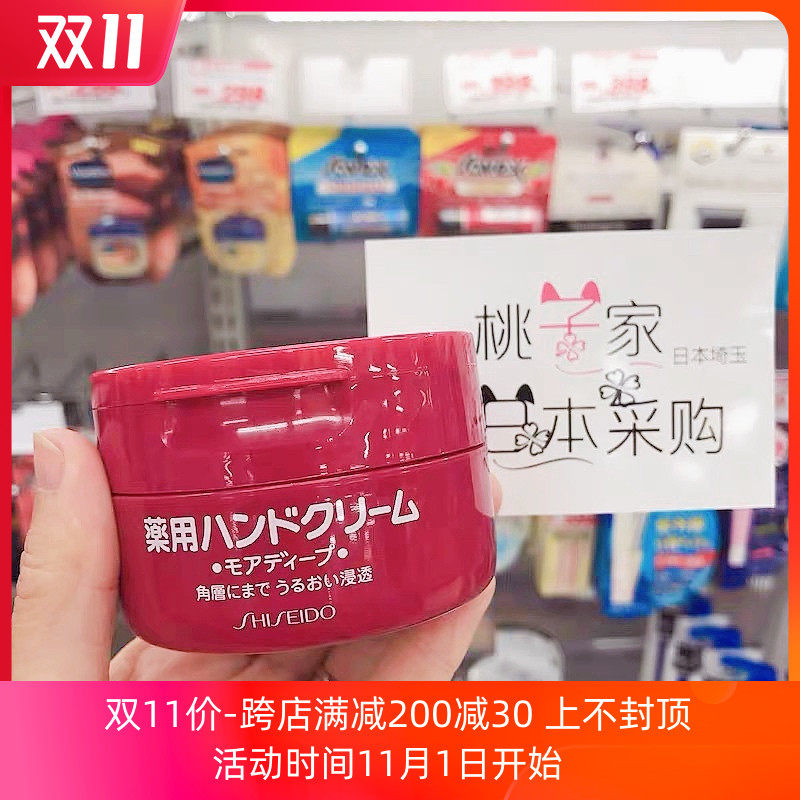 双11
桃子家
日本埼玉
日本采购
薬用ハンドクリーム
•モアディープ•
角層にまで うるおい浸透
SHISEIDO
双11价-跨店满减200减30 上不封顶
活动时间11月1日开始